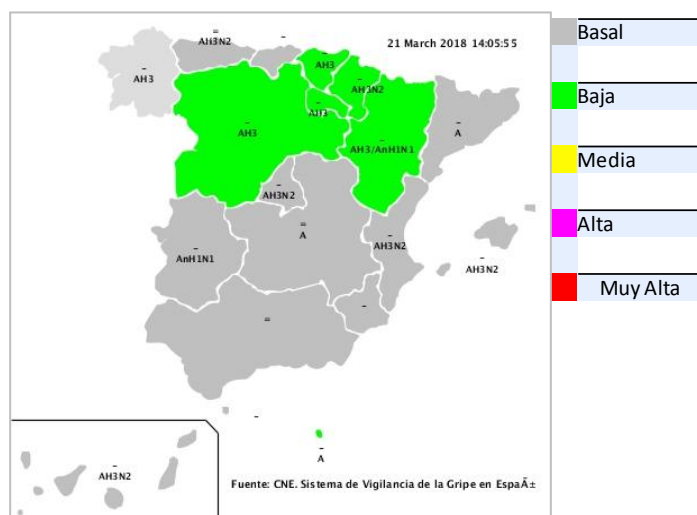 =
AH3N2
–
21 March 2018 14:05:55
–
AH3
–
AH3
–
AH3N2
–
AH3
–
AH3
–
AH3/AnH1N1
–
A
–
AH3N2
=
A
–
AH3N2
–
AnH1N1
–
AH3N2
=
–
–
–
A
–
AH3N2
Fuente: CNE. Sistema de Vigilancia de la Gripe en EspaÃ±
Basal
Baja
Media
Alta
Muy Alta